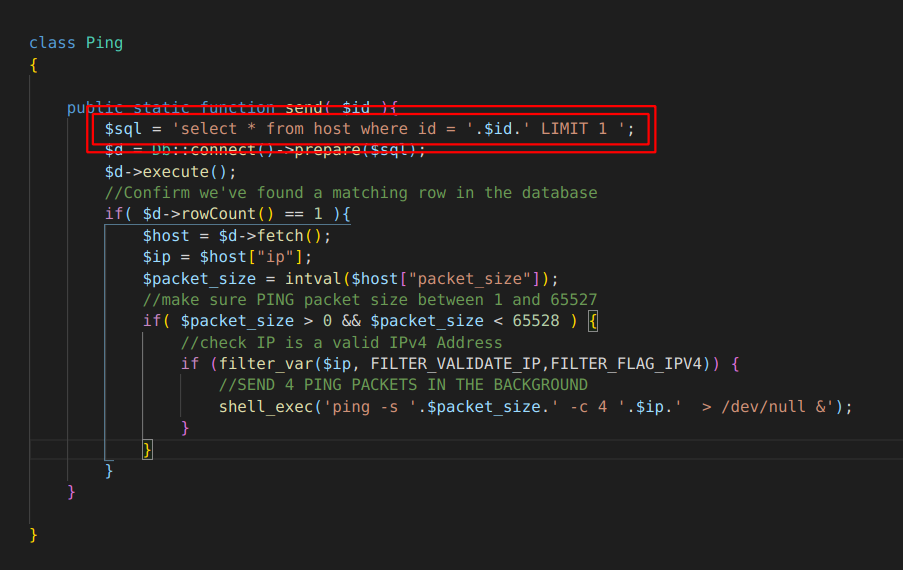 class Ping
{
public static function send( $id ){
$sql = 'select * from host where id = '.$id.' LIMIT 1 ';
$d = Db::connect()->prepare($sql);
$d->execute();
//Confirm we've found a matching row in the database
if( $d->rowCount() == 1 ){
$host = $d->fetch();
$ip = $host["ip"];
$packet_size = intval($host["packet_size"]);
//make sure PING packet size between 1 and 65527
if( $packet_size > 0 && $packet_size < 65528 ) {
//check IP is a valid IPv4 Address
if (filter_var($ip, FILTER_VALIDATE_IP,FILTER_FLAG_IPV4)) {
//SEND 4 PING PACKETS IN THE BACKGROUND
shell_exec('ping -s '.$packet_size.' -c 4 '.$ip.'  > /dev/null &');
}
}
}
}
}